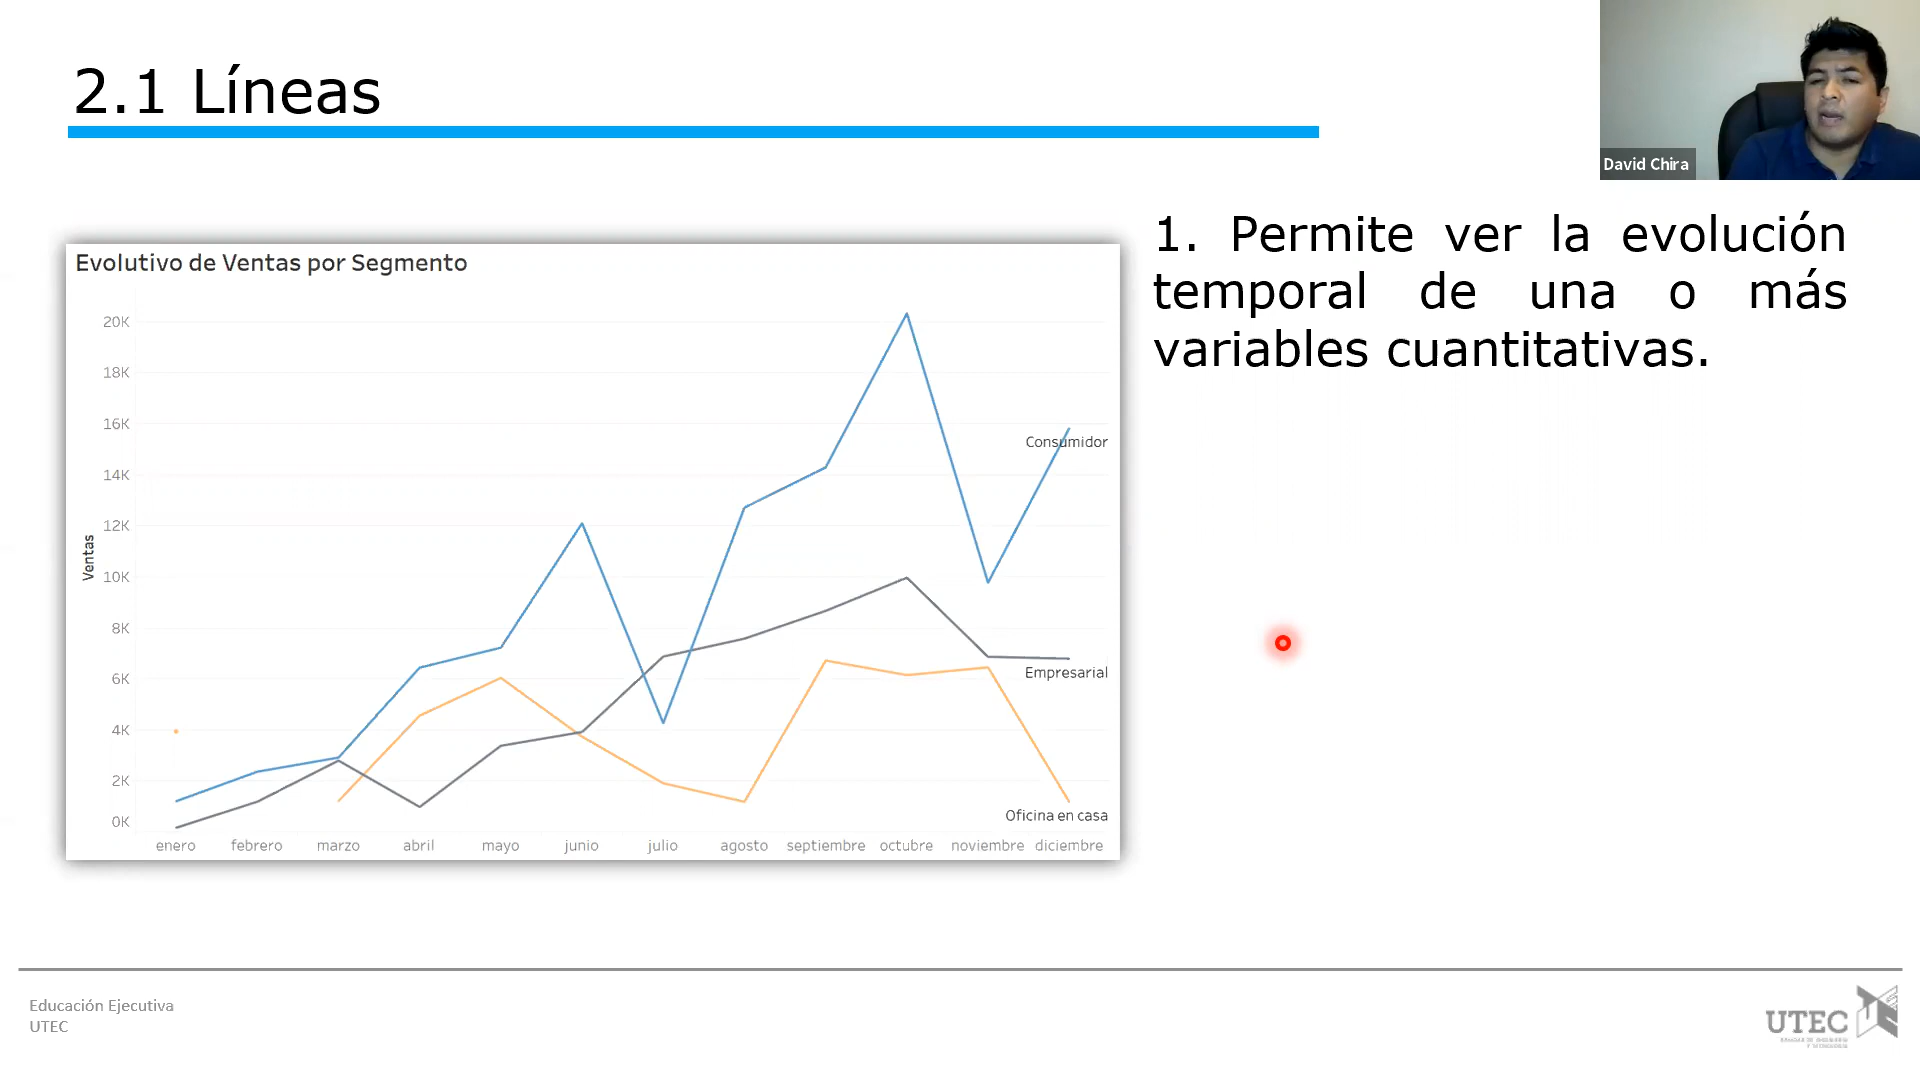 2.1 Líneas
David Chira
1. Permite ver la evolución
temporal de una o más
variables cuantitativas.
Evolutivo de Ventas por Segmento
Ventas
20K
18K
16K
14K
12K
10K
8K
6K
4K
2K
0K
Consumidor
Empresarial
Oficina en casa
enero febrero marzo abril mayo junio julio agosto septiembre octubre noviembre diciembre
Educación Ejecutiva
UTEC
UTEC